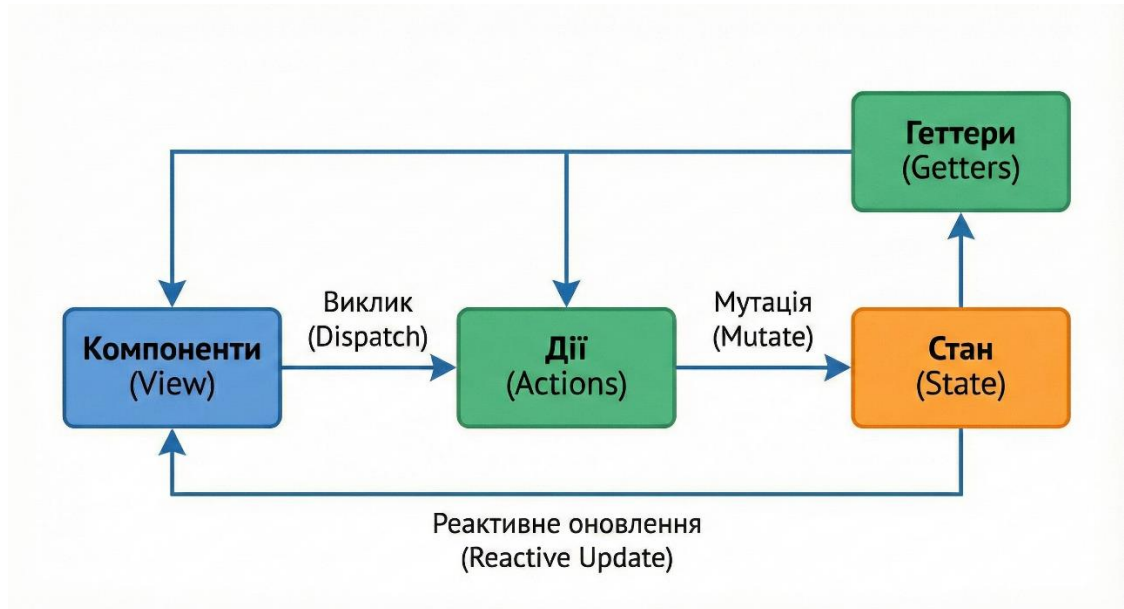 Геттери
(Getters)
Виклик
(Dispatch)
Мутація
(Mutate)
Компоненти
(View)
Дії
(Actions)
Стан
(State)
Реактивне оновлення
(Reactive Update)